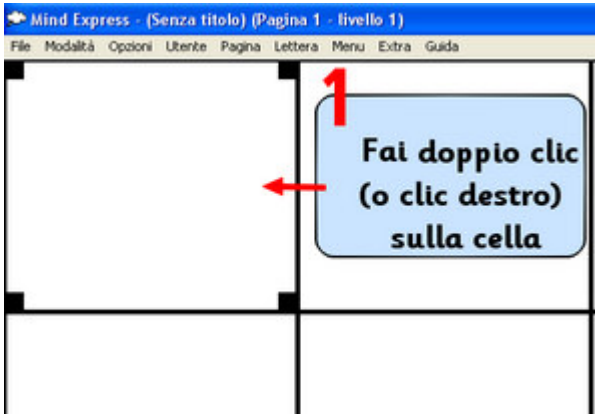 Mind Express - (Senza titolo) (Pagina 1 - livello 1)
File Modalità Opzioni Utente Pagina Lettera Menu Extra Guida
1
Fai doppio clic
(o clic destro)
sulla cella